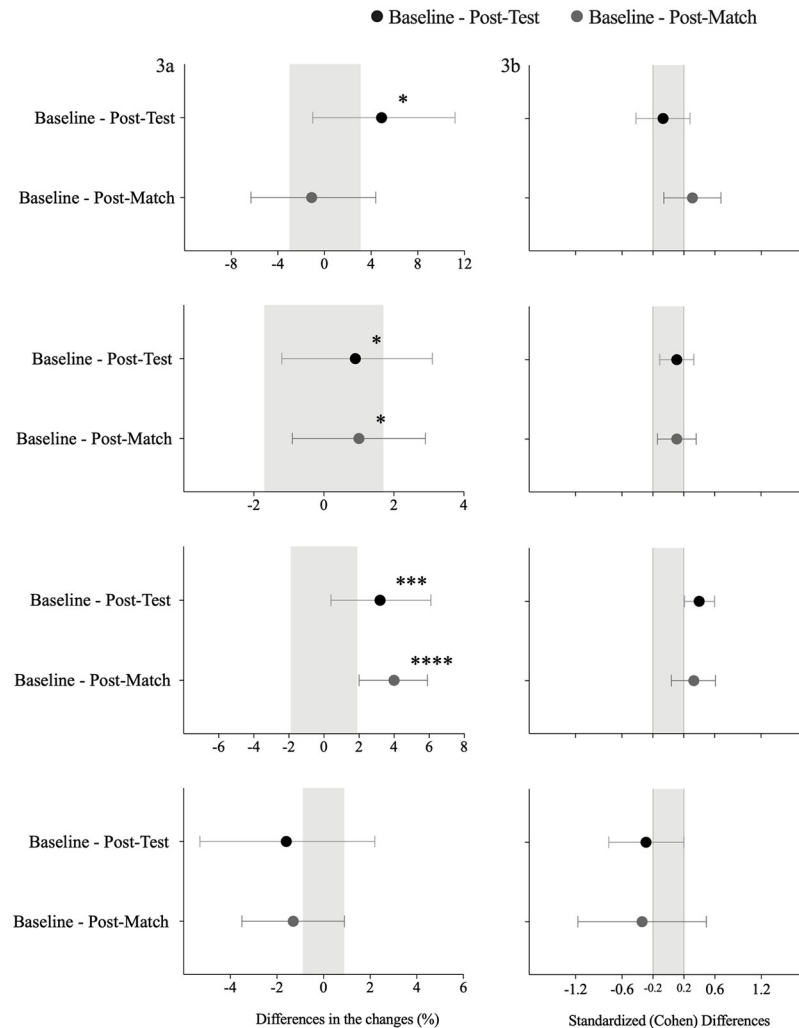 Baseline - Post-Test Baseline - Post-Match
3a 3b
Baseline - Post-Test *
Baseline - Post-Match
-8 -4 0 4 8 12
Baseline - Post-Test *
Baseline - Post-Match *
-2 0 2 4
Baseline - Post-Test ***
Baseline - Post-Match ****
-6 -4 -2 0 2 4 6 8
Baseline - Post-Test
Baseline - Post-Match
-4 -2 0 2 4 6 -1.2 -0.6 -0.2 0.2 0.6 1.2
Differences in the changes (%) Standardized (Cohen) Differences